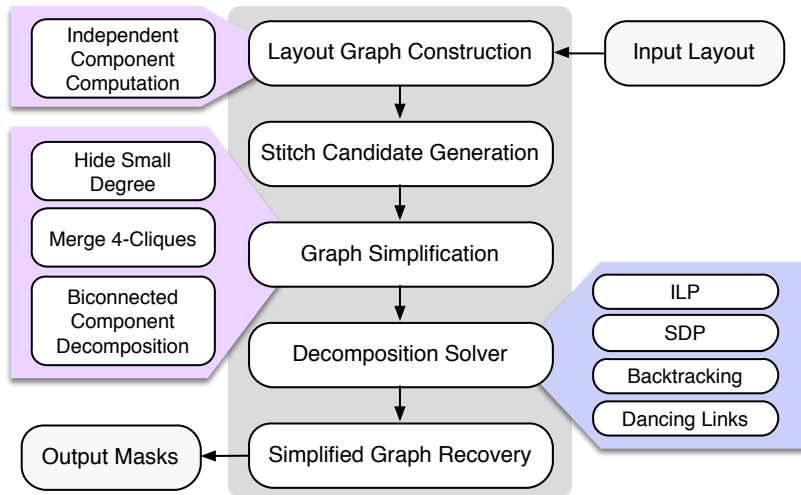 Independent
Component
Computation
Layout Graph Construction
Input Layout
Stitch Candidate Generation
Hide Small
Degree
Merge 4-Cliques
Biconnected
Component
Decomposition
Graph Simplification
Decomposition Solver
ILP
SDP
Backtracking
Dancing Links
Simplified Graph Recovery
Output Masks